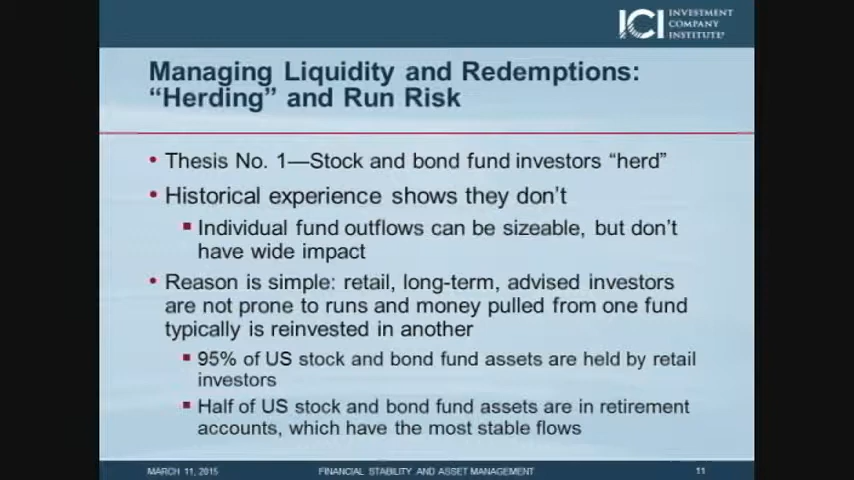 ICI INVESTMENT
COMPANY
INSTITUTE®
Managing Liquidity and Redemptions:
“Herding” and Run Risk
• Thesis No. 1—Stock and bond fund investors “herd”
• Historical experience shows they don’t
▪ Individual fund outflows can be sizeable, but don’t
have wide impact
• Reason is simple: retail, long-term, advised investors
are not prone to runs and money pulled from one fund
typically is reinvested in another
▪ 95% of US stock and bond fund assets are held by retail
investors
▪ Half of US stock and bond fund assets are in retirement
accounts, which have the most stable flows
MARCH 11, 2015 FINANCIAL STABILITY AND ASSET MANAGEMENT 11